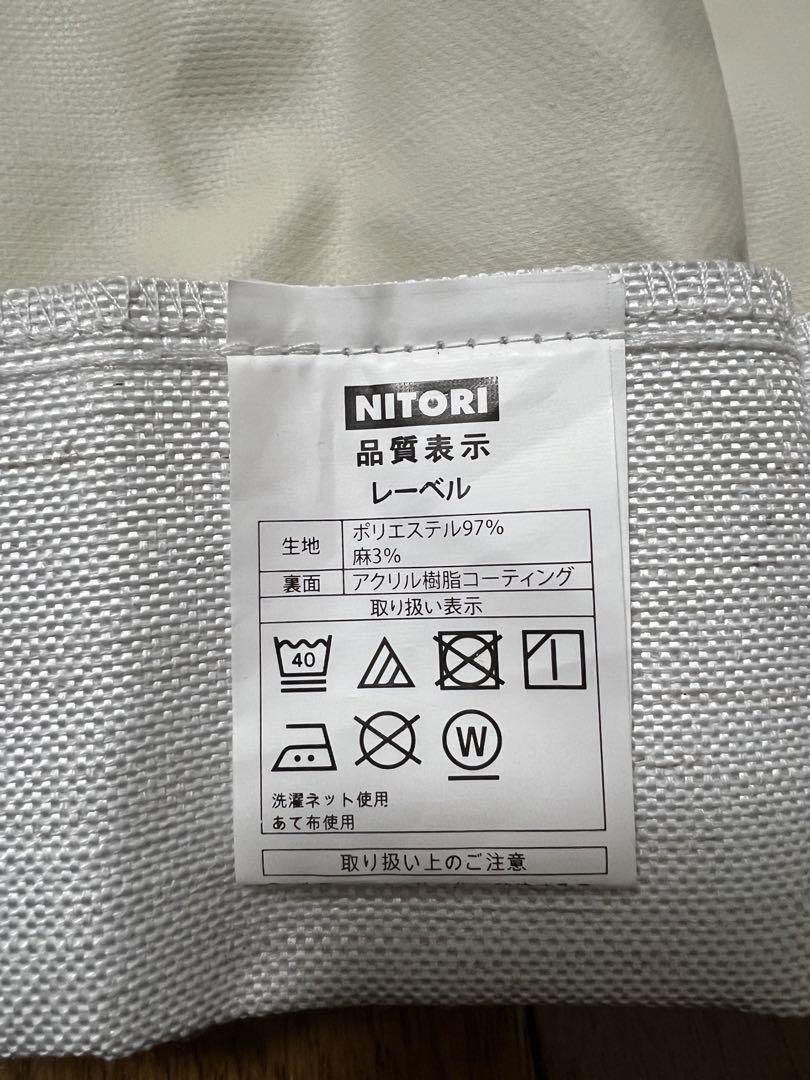 NITORI
品質表示
レーベル
生地 ポリエステル97%
麻3%
裏面 アクリル樹脂コーティング
取り扱い表示
40
W
洗濯ネット使用
あて布使用
取り扱い上のご注意